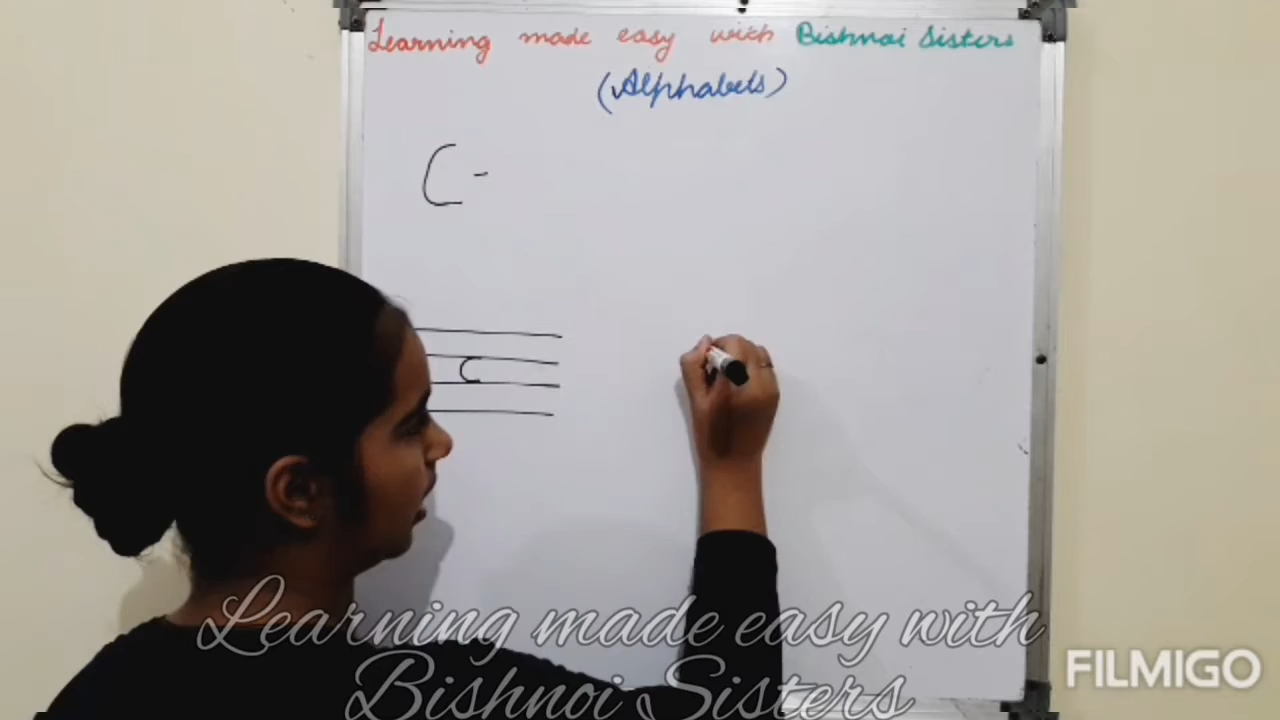 Learning made easy with Bishnoi Sisters
(Alphabets)
C -
c
Learning made easy with
Bishnoi Sisters
FILMIGO